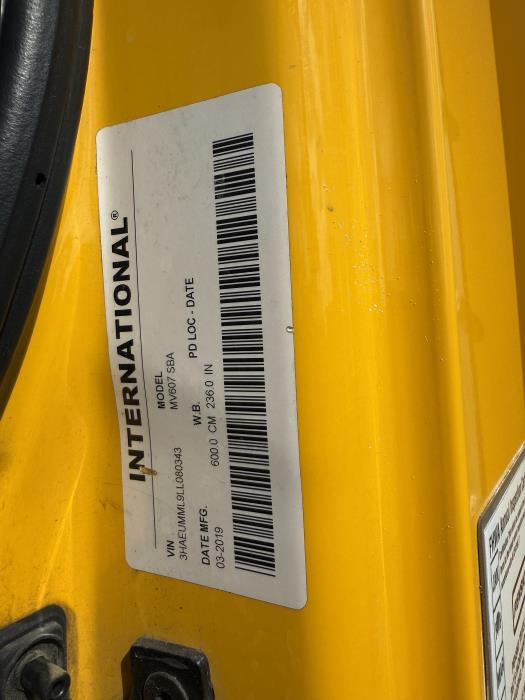 INTERNATIONAL®
VIN MODEL
3HAEUMML9LL080343 MV607 SBA
DATE MFG. W.B. PD LOC - DATE
03-2019 600.0 CM 236.0 IN